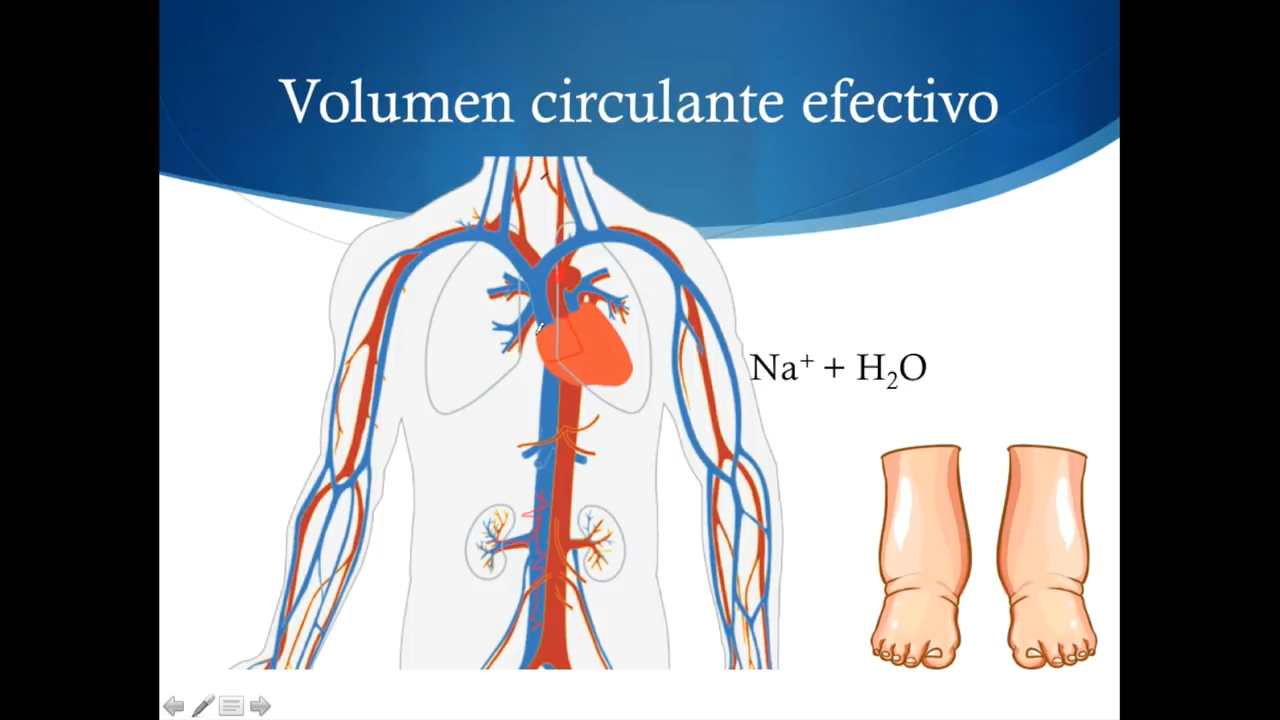 Volumen circulante efectivo
Na⁺ + H₂O